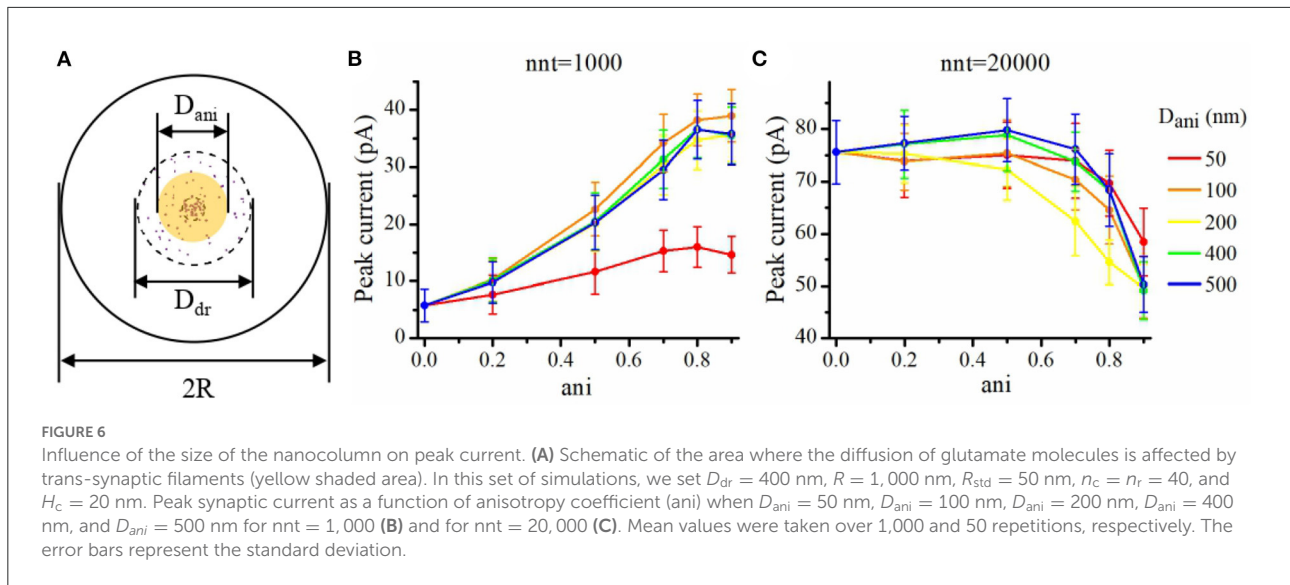 A
D_ani
D_dr
2R
B
nnt=1000
Peak current (pA)
40
30
20
10
0
0.0 0.2 0.4 0.6 0.8
ani
C
nnt=20000
Peak current (pA)
80
70
60
50
40
0.0 0.2 0.4 0.6 0.8
ani
D_ani (nm)
50
100
200
400
500
FIGURE 6
Influence of the size of the nanocolumn on peak current. (A) Schematic of the area where the diffusion of glutamate molecules is affected by
trans-synaptic filaments (yellow shaded area). In this set of simulations, we set D_dr = 400 nm, R = 1,000 nm, R_std = 50 nm, n_c = n_r = 40, and
H_c = 20 nm. Peak synaptic current as a function of anisotropy coefficient (ani) when D_ani = 50 nm, D_ani = 100 nm, D_ani = 200 nm, D_ani = 400
nm, and D_ani = 500 nm for nnt = 1,000 (B) and for nnt = 20,000 (C). Mean values were taken over 1,000 and 50 repetitions, respectively. The
error bars represent the standard deviation.